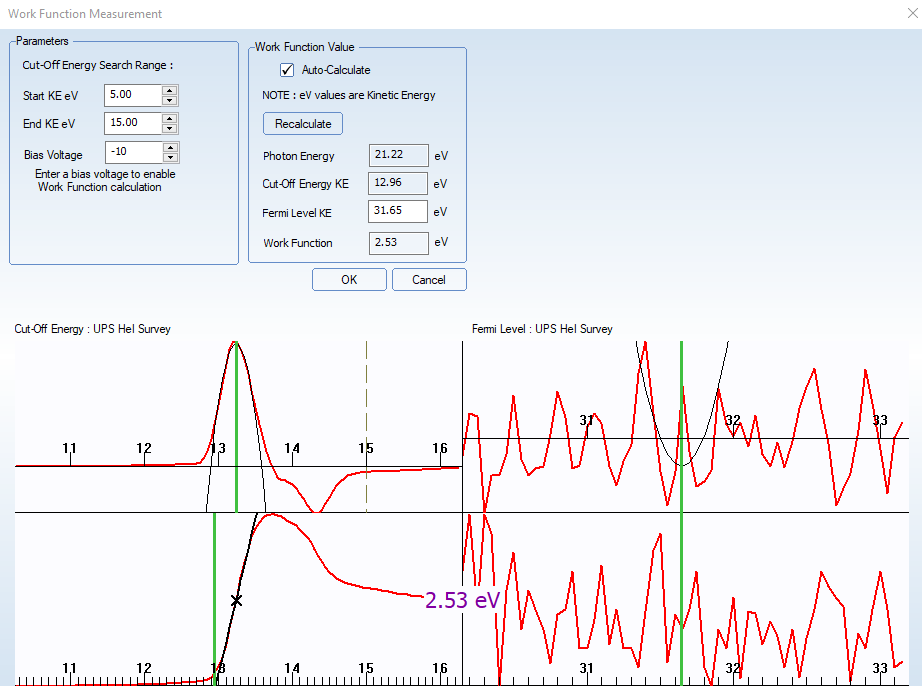 Work Function Measurement
Parameters
Cut-Off Energy Search Range :
Start KE eV 5.00
End KE eV 15.00
Bias Voltage -10
Enter a bias voltage to enable
Work Function calculation
Work Function Value
Auto-Calculate
NOTE : eV values are Kinetic Energy
Recalculate
Photon Energy 21.22 eV
Cut-Off Energy KE 12.96 eV
Fermi Level KE 31.65 eV
Work Function 2.53 eV
OK Cancel
Cut-Off Energy : UPS HeI Survey
11 12 13 14 15 16
11 12 13 14 15 16
2.53 eV
Fermi Level : UPS HeI Survey
31 32 33
31 32 33